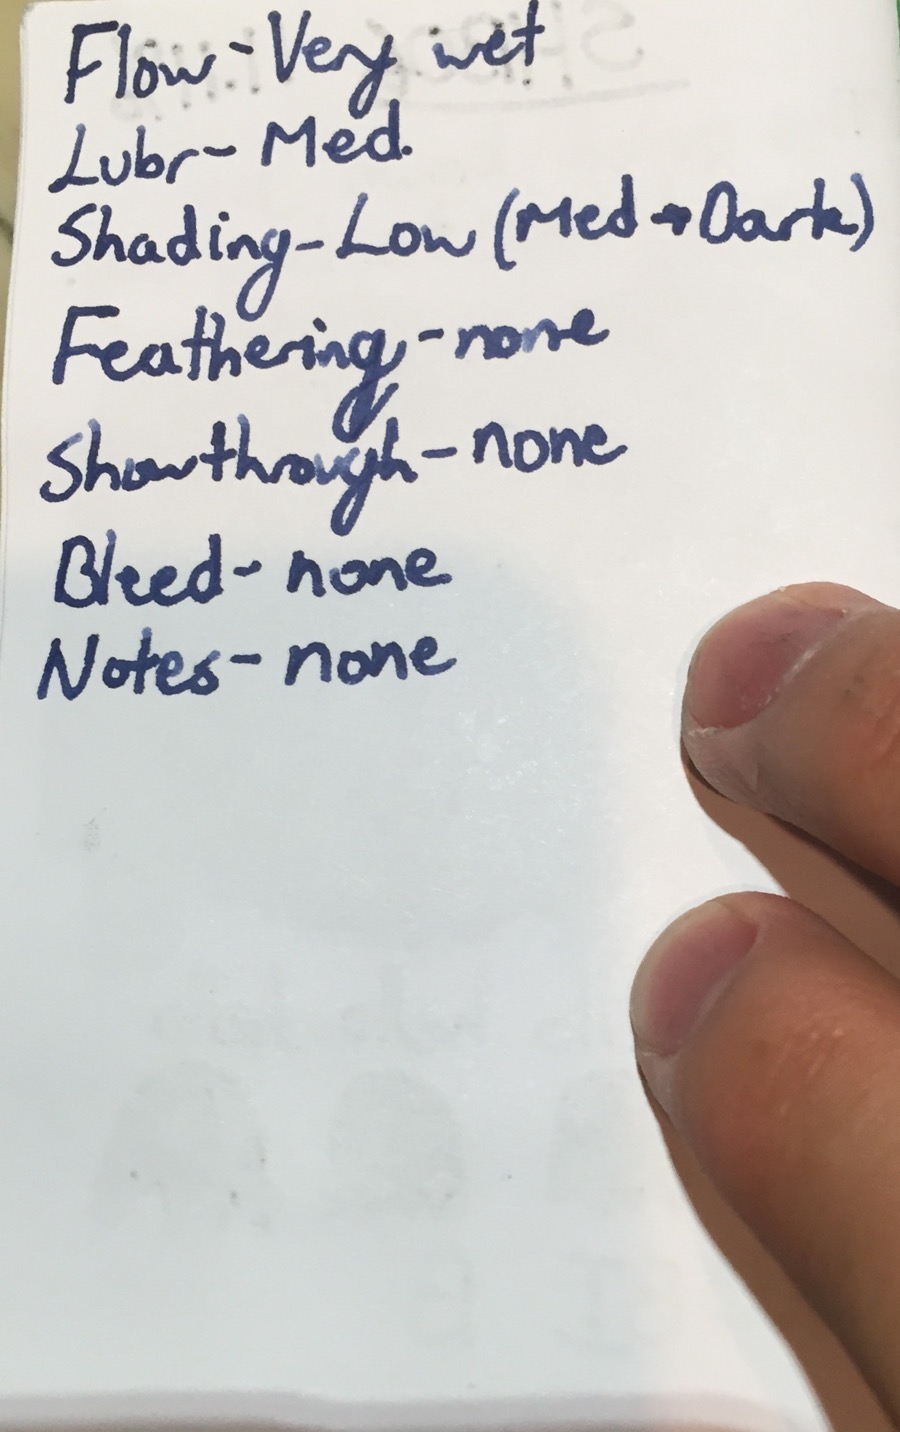 Flow - Very wet
Lubr - Med.
Shading - Low (Med → Dark)
Feathering - none
Showthrough - none
Bleed - none
Notes - none